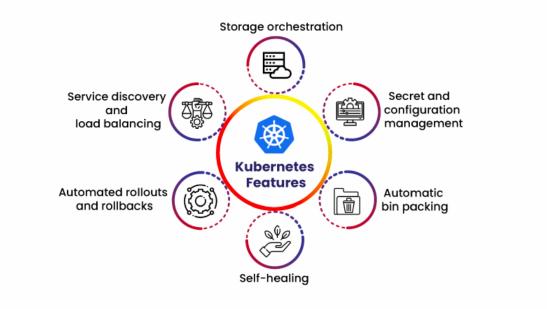 Storage orchestration
Service discovery
and
load balancing
Secret and
configuration
management
Kubernetes
Features
Automated rollouts
and rollbacks
Automatic
bin packing
Self-healing